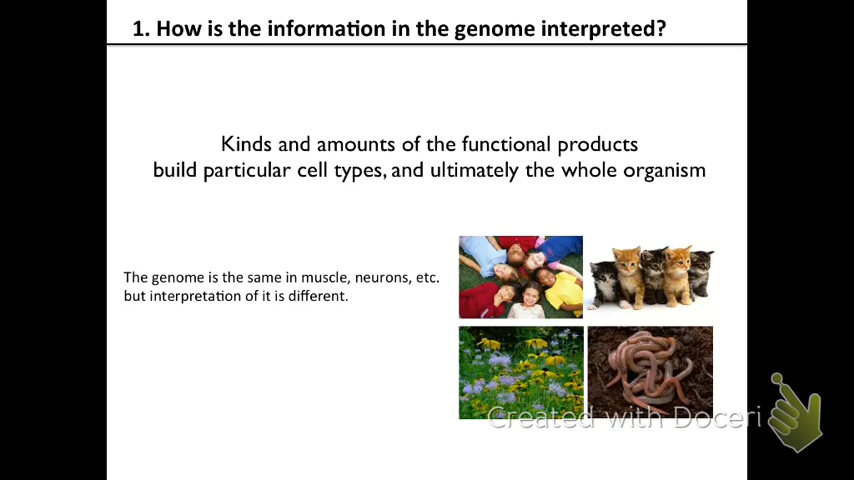 1. How is the information in the genome interpreted?
Kinds and amounts of the functional products
build particular cell types, and ultimately the whole organism
The genome is the same in muscle, neurons, etc.
but interpretation of it is different.
Created with Doceri